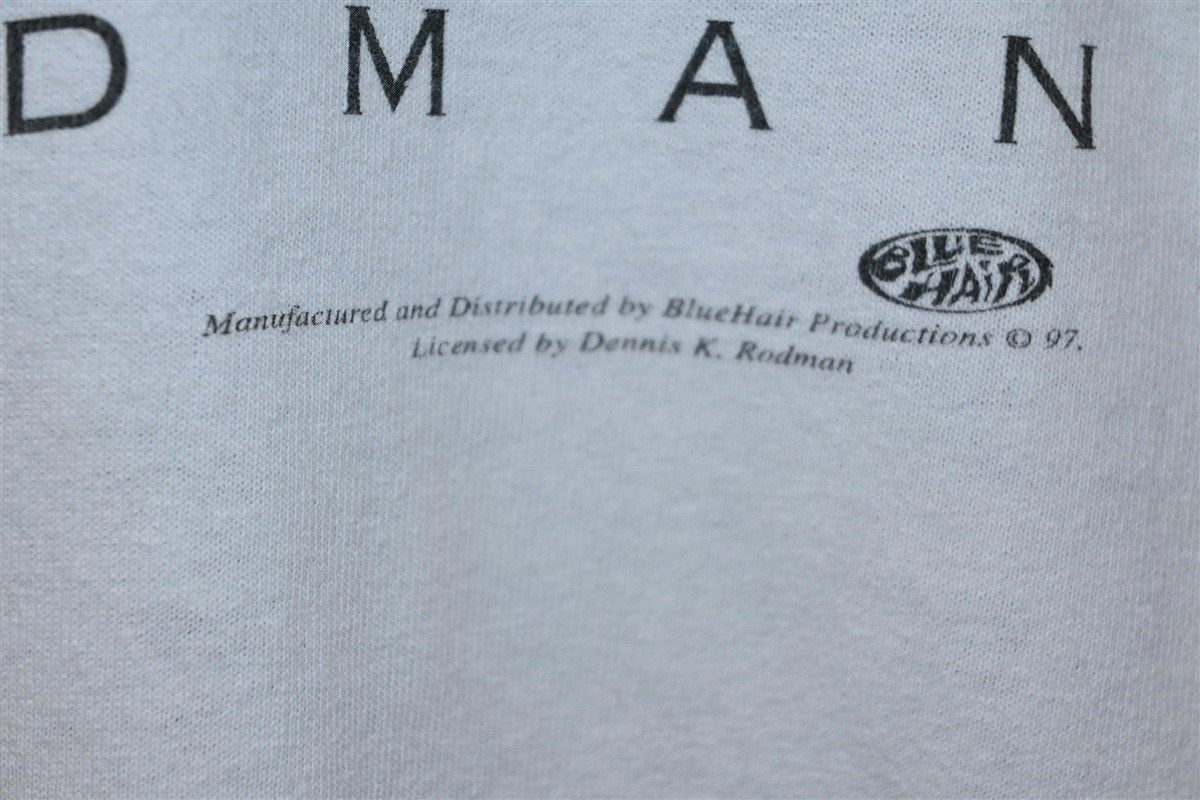 D M A N
BLUE
HAIR
Manufactured and Distributed by BlueHair Productions © 97.
Licensed by Dennis K. Rodman